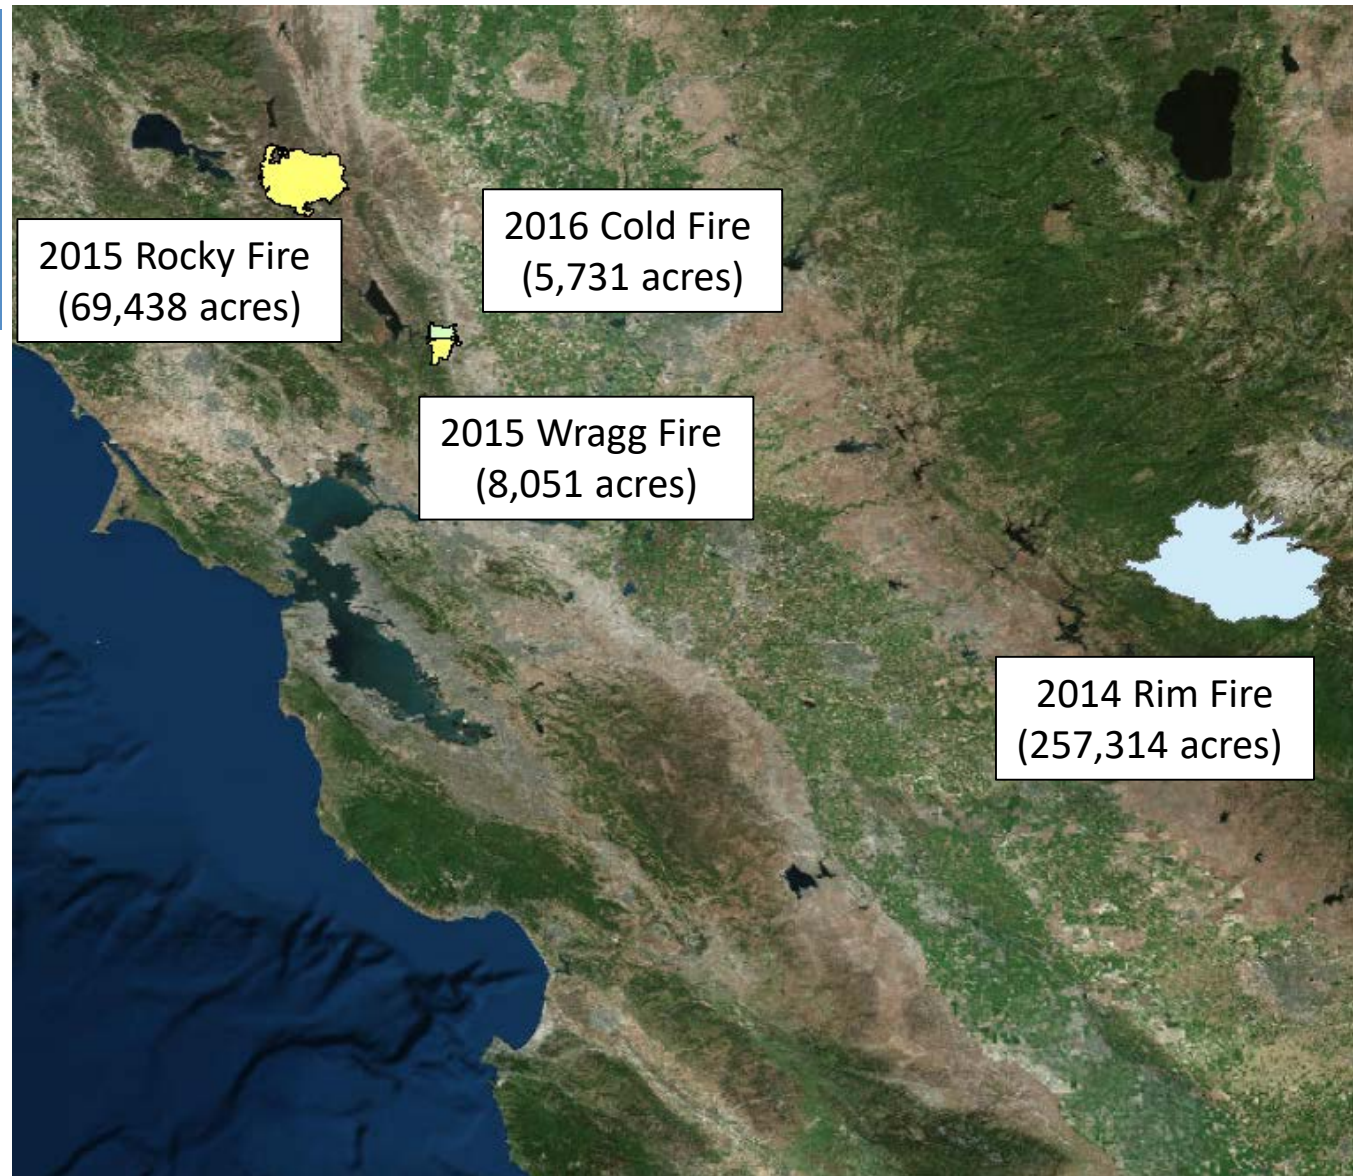 2015 Rocky Fire
(69,438 acres)
2016 Cold Fire
(5,731 acres)
2015 Wragg Fire
(8,051 acres)
2014 Rim Fire
(257,314 acres)